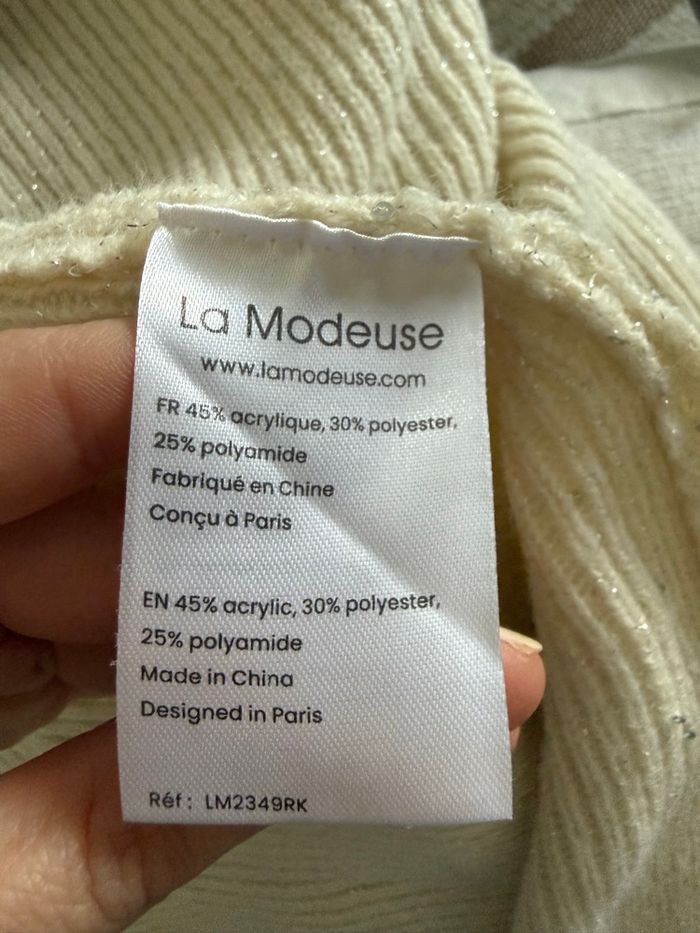 La Modeuse
www.lamodeuse.com
FR 45% acrylique, 30% polyester,
25% polyamide
Fabriqué en Chine
Conçu à Paris
EN 45% acrylic, 30% polyester,
25% polyamide
Made in China
Designed in Paris
Réf : LM2349RK